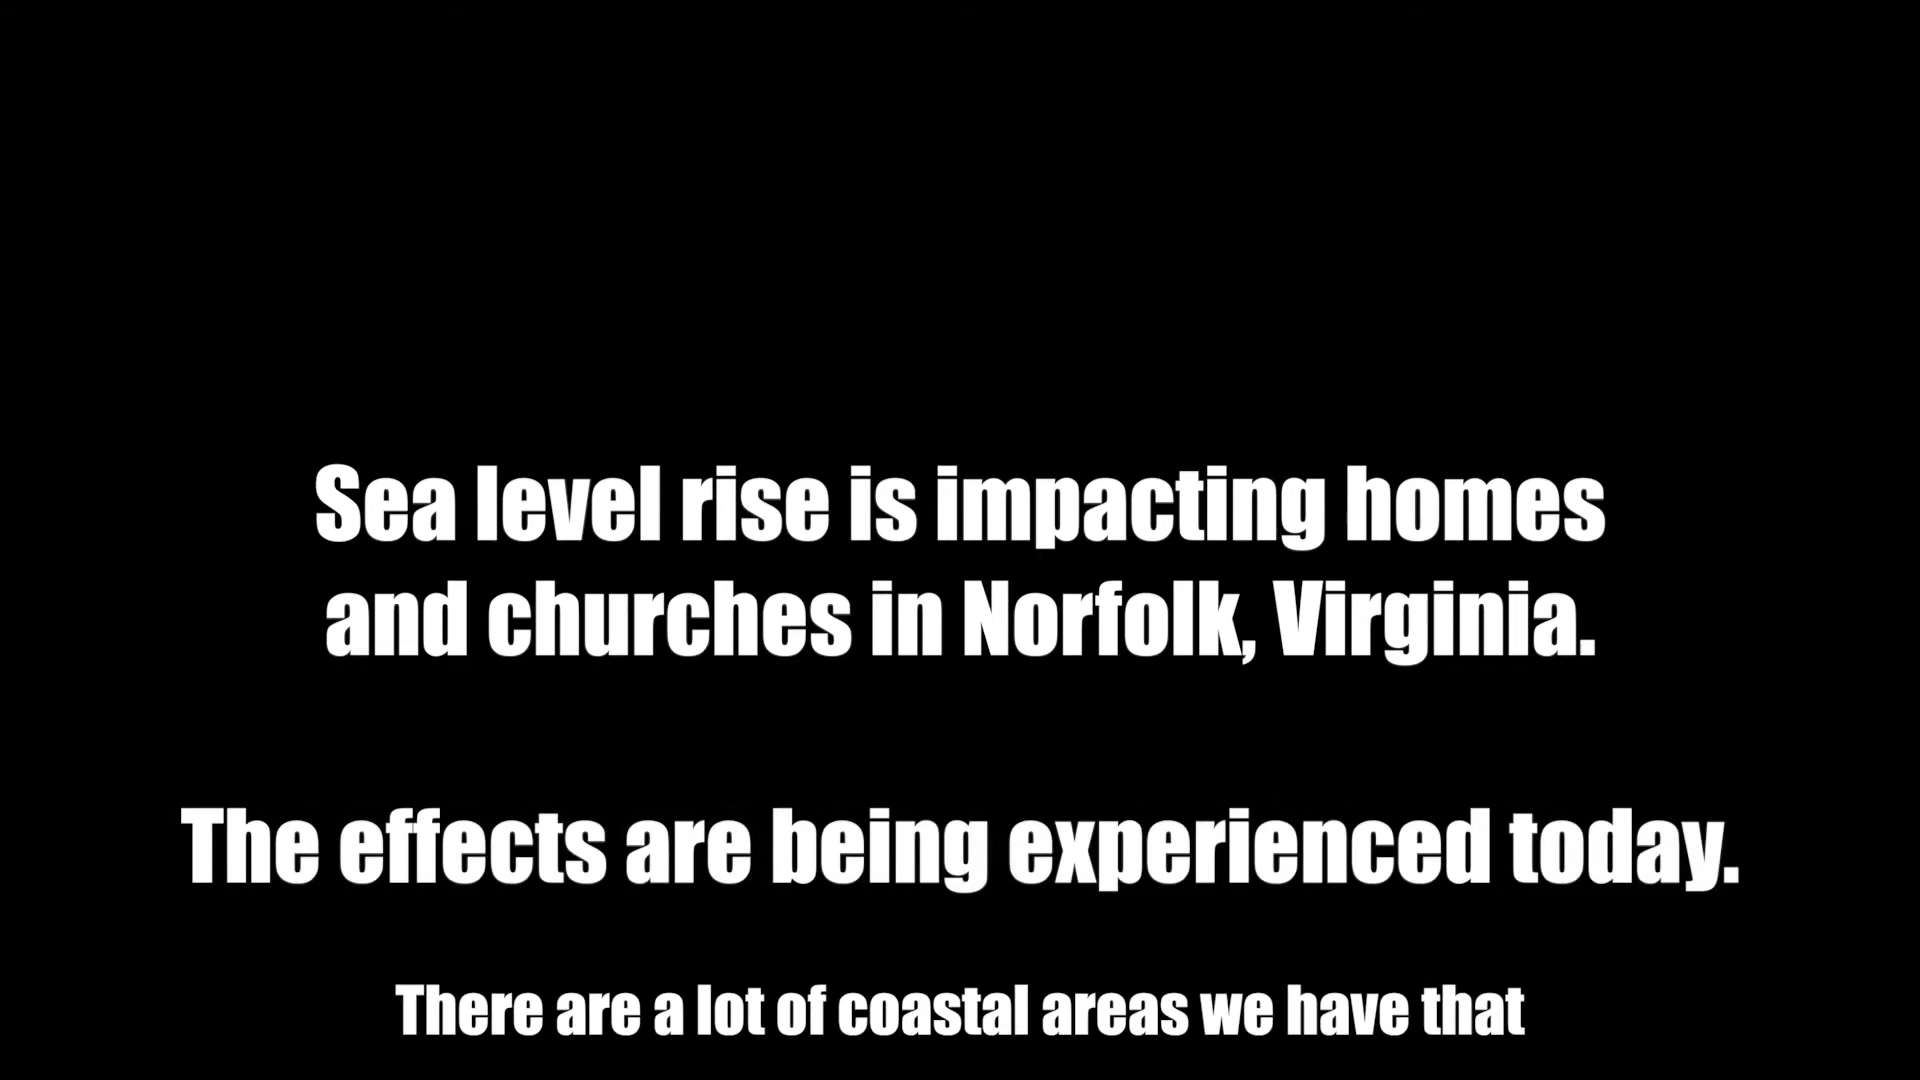 Sea level rise is impacting homes
and churches in Norfolk, Virginia.
The effects are being experienced today.
There are a lot of coastal areas we have that